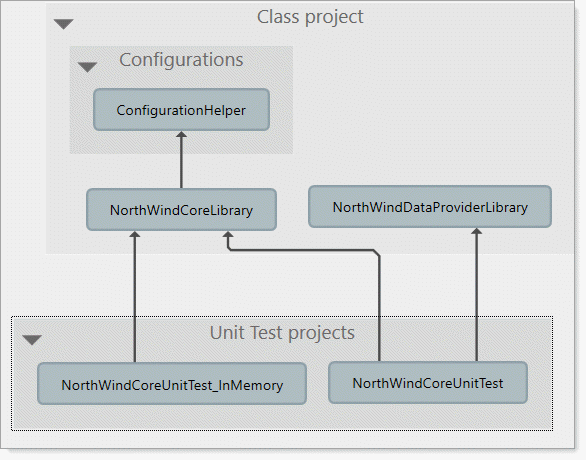 Class project
Configurations
ConfigurationHelper
NorthWindCoreLibrary
NorthWindDataProviderLibrary
Unit Test projects
NorthWindCoreUnitTest_InMemory
NorthWindCoreUnitTest